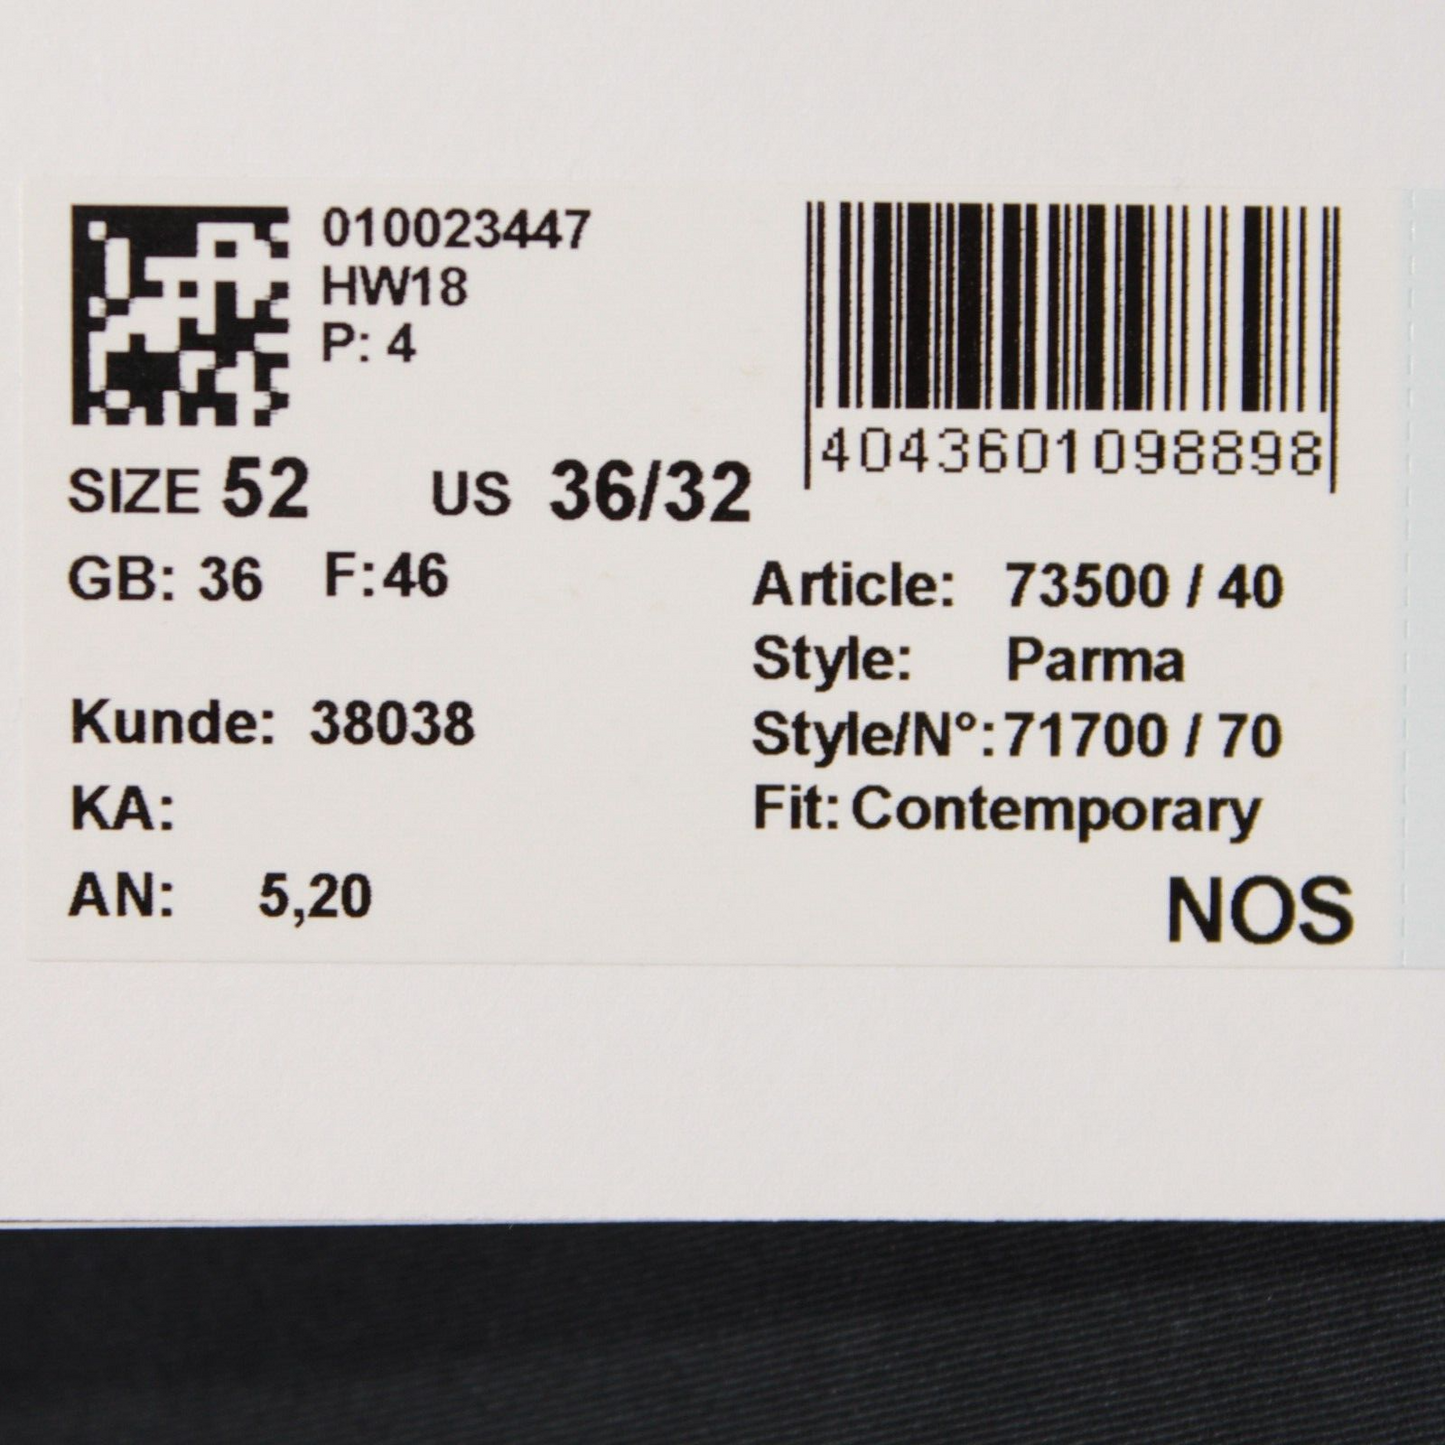 010023447
HW18
P: 4
4043601098898
SIZE 52 US 36/32
GB: 36 F:46
Kunde: 38038
KA:
AN: 5,20
Article: 73500 / 40
Style: Parma
Style/N°:71700 / 70
Fit: Contemporary
NOS